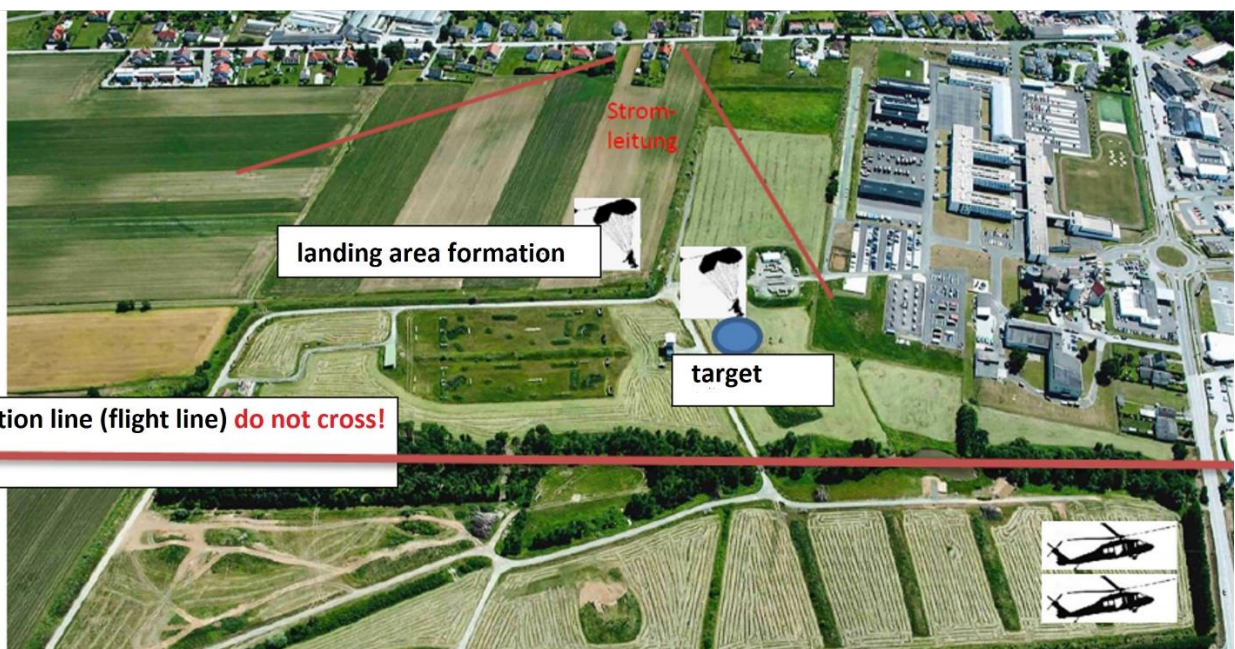 Strom-
leitung
landing area formation
target
tion line (flight line) do not cross!